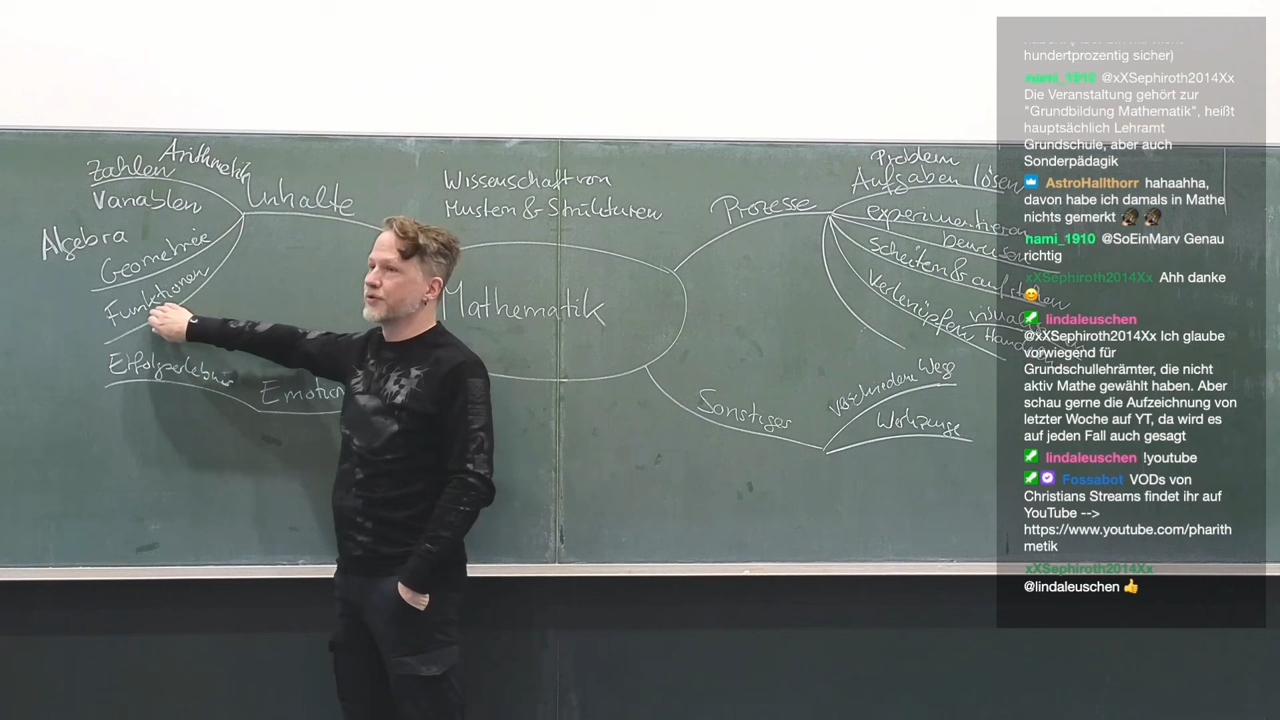 Zahlen
Arithmetik
Variablen
Algebra
Geometrie
Funktionen
Inhalte
Erfolgserlebnis
Emotion
Wissenschaft von
Mustern & Strukturen
Mathematik
Prozesse
Problem
Aufgaben lösen
experimentieren
beweisen
Verknüpfen
Sonstiges
verschiedene Wege
Werkzeuge
hundertprozentig sicher)
nami_1910 @xXSephiroth2014Xx
Die Veranstaltung gehört zur
"Grundbildung Mathematik", heißt
hauptsächlich Lehramt
Grundschule, aber auch
Sonderpädagik
AstroHallthorr hahaahha,
davon habe ich damals in Mathe
nichts gemerkt
nami_1910 @SoEinMarv Genau
richtig
xXSephiroth2014Xx Ahh danke
lindaleuschen
@xXSephiroth2014Xx Ich glaube
vorwiegend für
Grundschullehrämter, die nicht
aktiv Mathe gewählt haben. Aber
schau gerne die Aufzeichnung von
letzter Woche auf YT, da wird es
auf jeden Fall auch gesagt
lindaleuschen !youtube
Fossabot VODs von
Christians Streams findet ihr auf
YouTube -->
https://www.youtube.com/pharith
metik
xXSephiroth2014Xx
@lindaleuschen